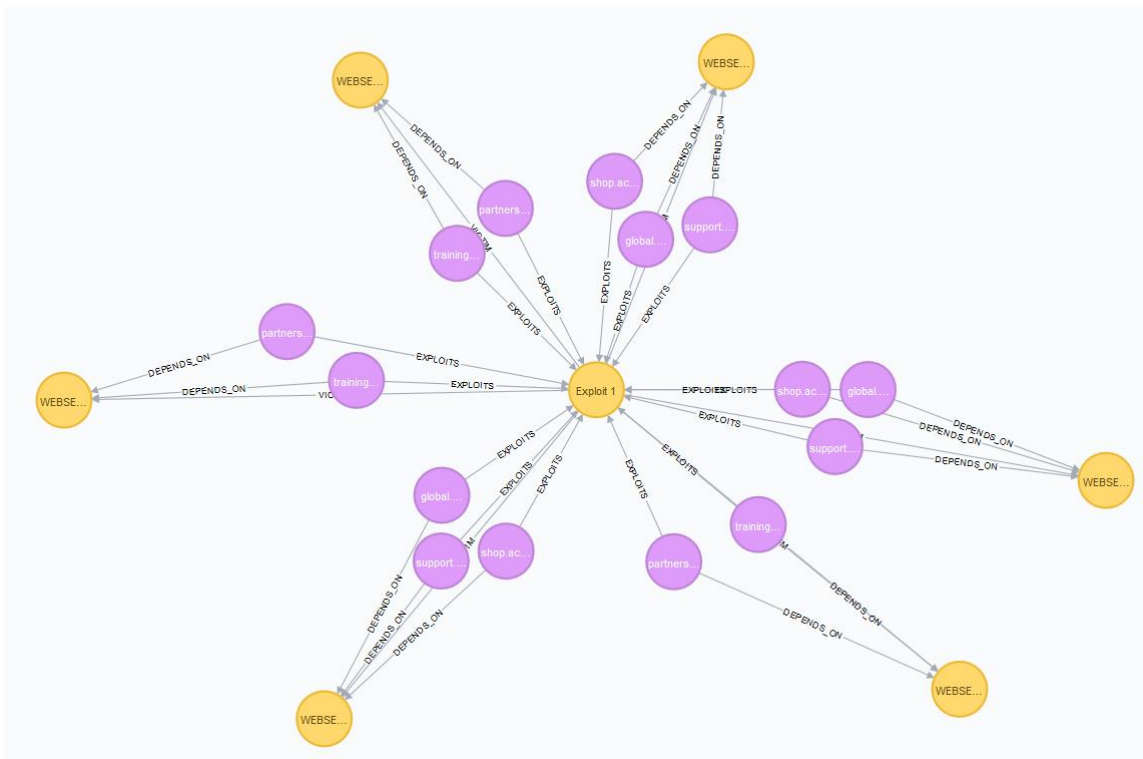 WEBSE...
WEBSE...
DEPENDS_ON
DEPENDS_ON
DEPENDS_ON
DEPENDS_ON
DEPENDS_ON
shop.ac...
partners...
global....
support....
training...
VICTIM
EXPLOITS
EXPLOITS
EXPLOITS
EXPLOITS
EXPLOITS
partners...
DEPENDS_ON
EXPLOITS
training...
EXPLOITS
DEPENDS_ON
WEBSE...
Exploit 1
EXPLOITS
shop.ac...
global....
EXPLOITS
support....
DEPENDS_ON
DEPENDS_ON
DEPENDS_ON
WEBSE...
EXPLOITS
EXPLOITS
EXPLOITS
EXPLOITS
EXPLOITS
global....
training...
support....
shop.ac...
partners...
DEPENDS_ON
DEPENDS_ON
DEPENDS_ON
DEPENDS_ON
DEPENDS_ON
WEBSE...
WEBSE...